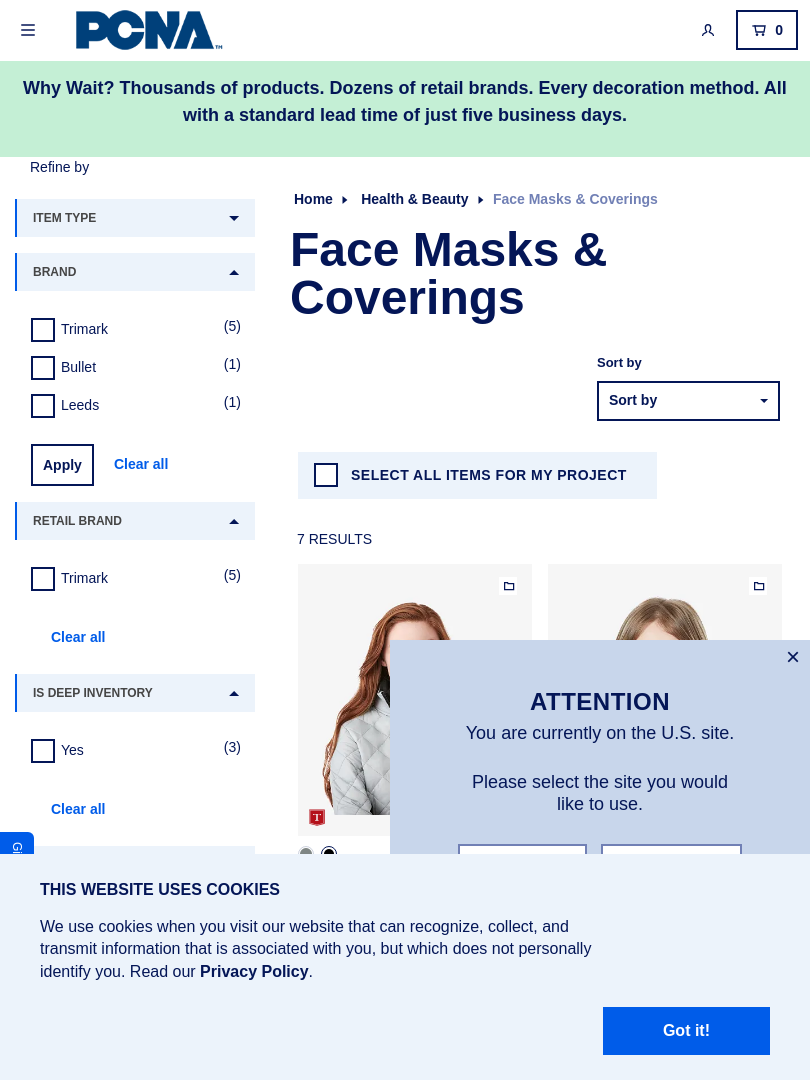 PCNA TM
0
Why Wait? Thousands of products. Dozens of retail brands. Every decoration method. All
with a standard lead time of just five business days.
Refine by
ITEM TYPE
BRAND
Trimark (5)
Bullet (1)
Leeds (1)
Apply Clear all
RETAIL BRAND
Trimark (5)
Clear all
IS DEEP INVENTORY
Yes (3)
Clear all
Home Health & Beauty Face Masks & Coverings
Face Masks &
Coverings
Sort by
Sort by
SELECT ALL ITEMS FOR MY PROJECT
7 RESULTS
T
ATTENTION
You are currently on the U.S. site.
Please select the site you would
like to use.
THIS WEBSITE USES COOKIES
We use cookies when you visit our website that can recognize, collect, and
transmit information that is associated with you, but which does not personally
identify you. Read our Privacy Policy.
Got it!